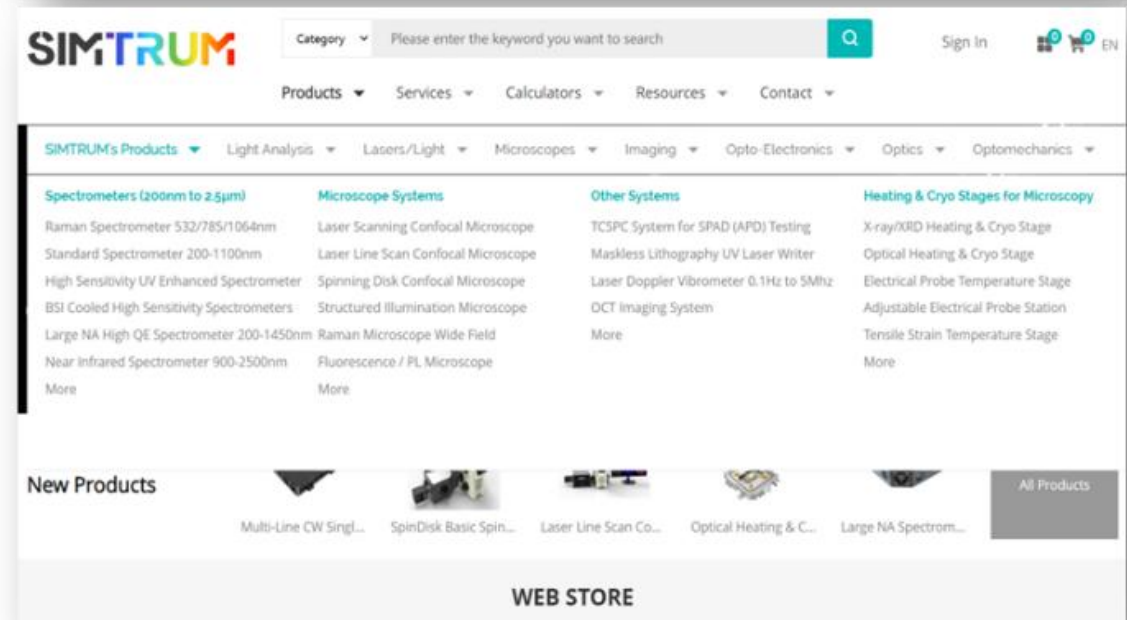 SIMTRUM
Category
Please enter the keyword you want to search
Sign In
0
0
EN
Products
Services
Calculators
Resources
Contact
SIMTRUM's Products
Light Analysis
Lasers/Light
Microscopes
Imaging
Opto-Electronics
Optics
Optomechanics
Spectrometers (200nm to 2.5μm)
Raman Spectrometer 532/785/1064nm
Standard Spectrometer 200-1100nm
High Sensitivity UV Enhanced Spectrometer
BSI Cooled High Sensitivity Spectrometers
Large NA High QE Spectrometer 200-1450nm
Near Infrared Spectrometer 900-2500nm
More
Microscope Systems
Laser Scanning Confocal Microscope
Laser Line Scan Confocal Microscope
Spinning Disk Confocal Microscope
Structured Illumination Microscope
Raman Microscope Wide Field
Fluorescence / PL Microscope
More
Other Systems
TCSPC System for SPAD (APD) Testing
Maskless Lithography UV Laser Writer
Laser Doppler Vibrometer 0.1Hz to 5Mhz
OCT Imaging System
More
Heating & Cryo Stages for Microscopy
X-ray/XRD Heating & Cryo Stage
Optical Heating & Cryo Stage
Electrical Probe Temperature Stage
Adjustable Electrical Probe Station
Tensile Strain Temperature Stage
More
New Products
Multi-Line CW Singl...
SpinDisk Basic Spin...
Laser Line Scan Co...
Optical Heating & C...
Large NA Spectrom...
All Products
WEB STORE